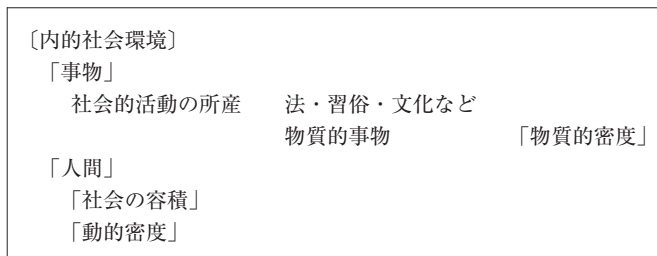 〔内的社会環境〕
「事物」
社会的活動の所産　法・習俗・文化など
物質的事物　「物質的密度」
「人間」
「社会の容積」
「動的密度」